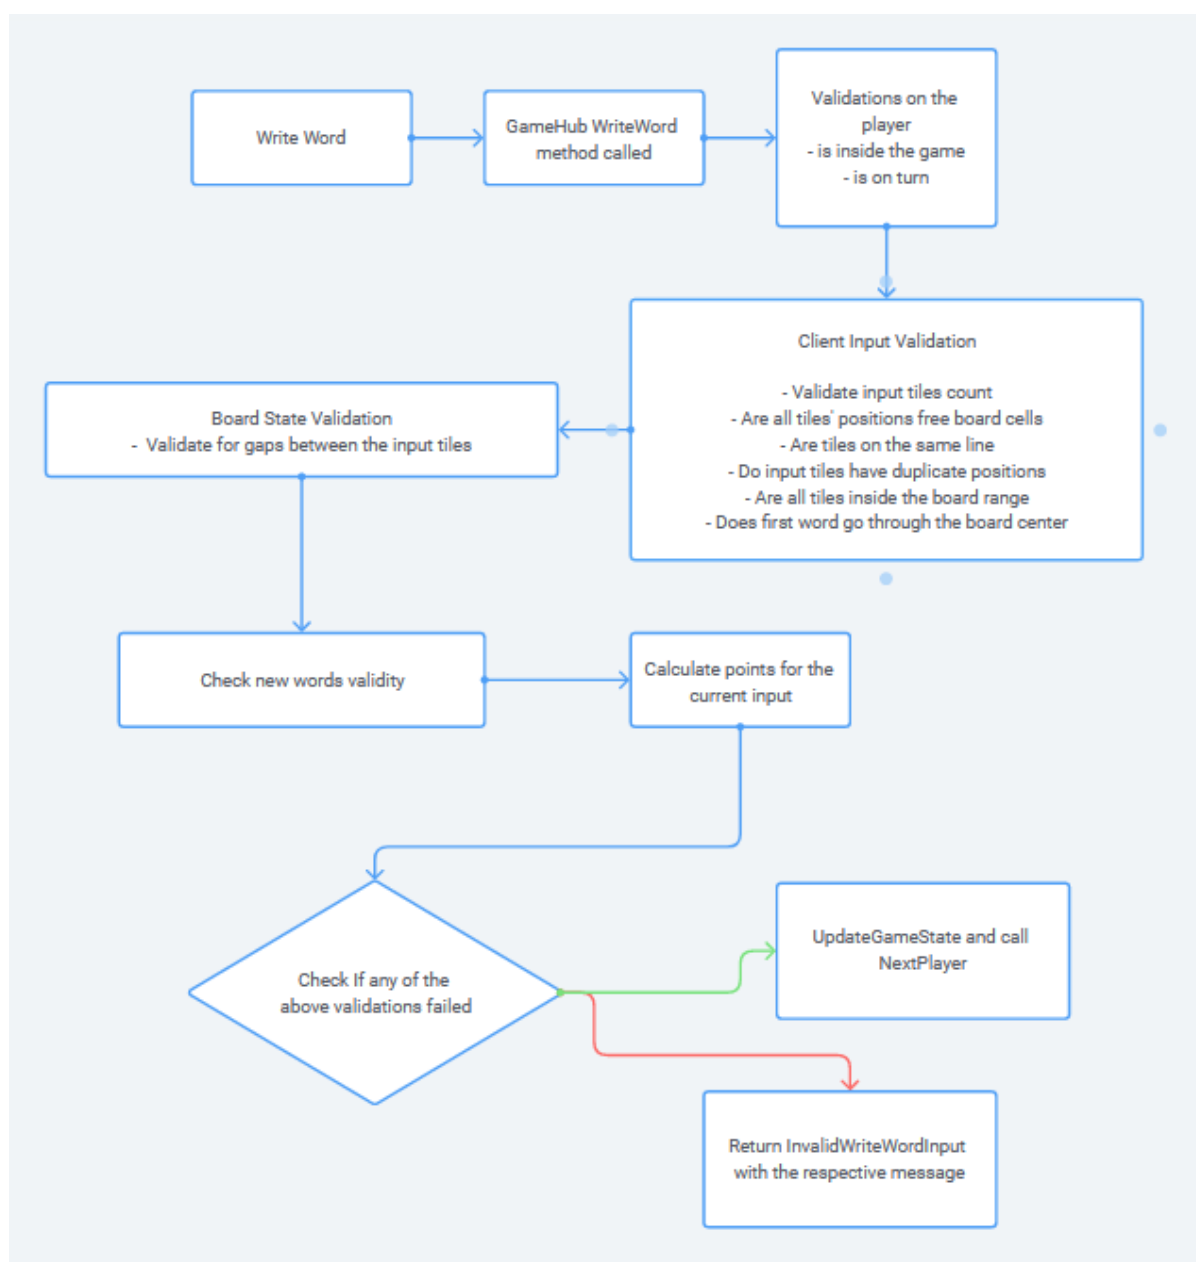 Write Word
GameHub WriteWord
method called
Validations on the
player
- is inside the game
- is on turn
Client Input Validation
- Validate input tiles count
- Are all tiles' positions free board cells
- Are tiles on the same line
- Do input tiles have duplicate positions
- Are all tiles inside the board range
- Does first word go through the board center
Board State Validation
- Validate for gaps between the input tiles
Check new words validity
Calculate points for the
current input
Check If any of the
above validations failed
UpdateGameState and call
NextPlayer
Return InvalidWriteWordInput
with the respective message